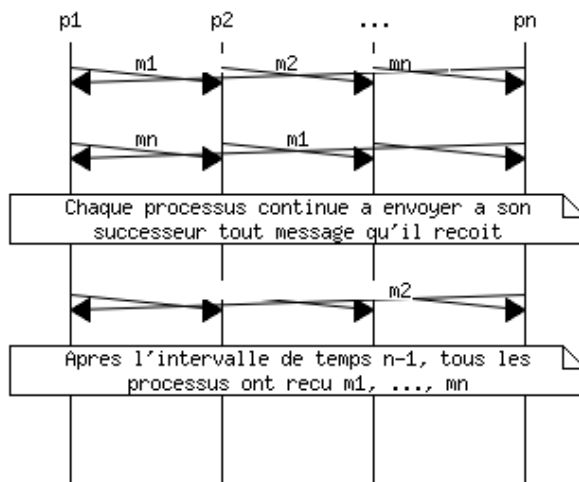 p1 p2 ... pn
m1 m2 mn
mn m1
Chaque processus continue a envoyer a son
successeur tout message qu'il recoit
m2
Apres l'intervalle de temps n-1, tous les
processus ont recu m1, ..., mn